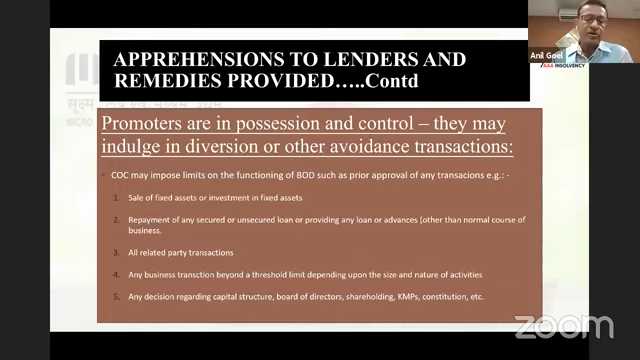 Anil Goel
AAA INSOLVENCY
APPREHENSIONS TO LENDERS AND
REMEDIES PROVIDED…..Contd
सूक्ष्म
MICRO,
Promoters are in possession and control – they may
indulge in diversion or other avoidance transactions:
COC may impose limits on the functioning of BOD such as prior approval of any transacions e.g.: -
1. Sale of fixed assets or investment in fixed assets
2. Repayment of any secured or unsecured loan or providing any loan or advances (other than normal course of
business.
3. All related party transactions
4. Any business transction beyond a threshold limit depending upon the size and nature of activities
5. Any decision regarding capital structure, board of directors, shareholding, KMPs, constitution, etc.
zoom